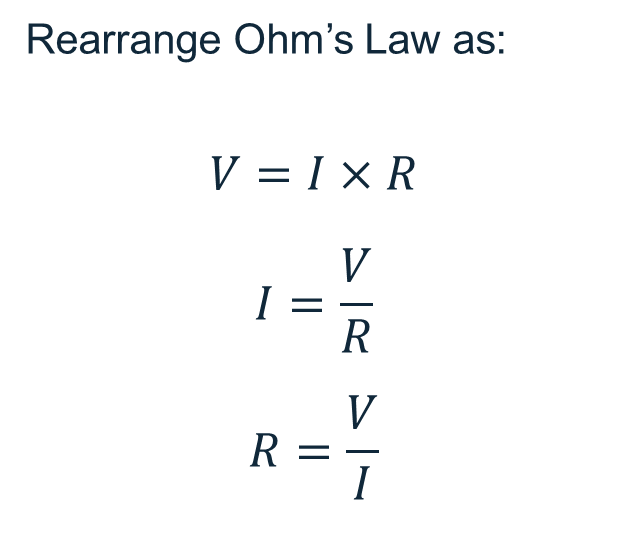 Rearrange Ohm’s Law as:
V = I × R
I = V/R
R = V/I